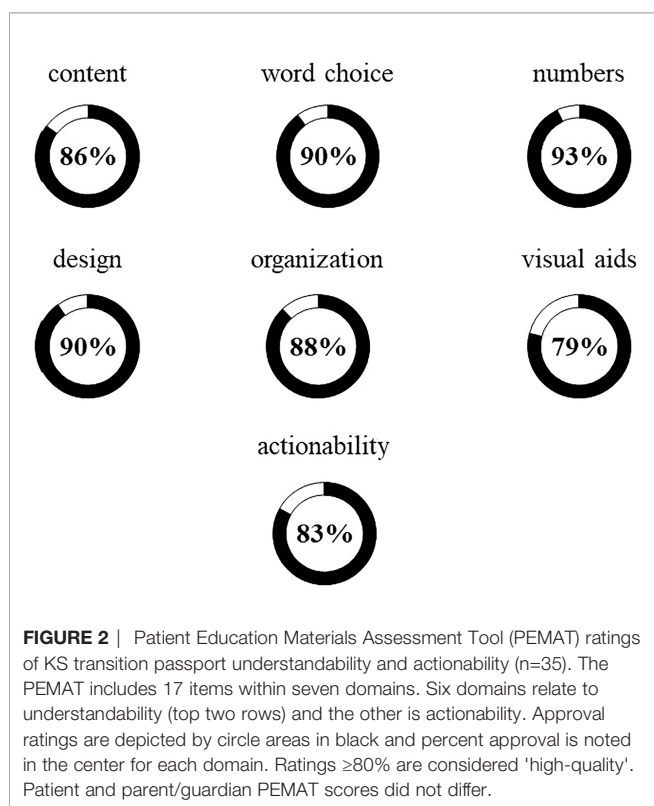 content word choice numbers
86% 90% 93%
design organization visual aids
90% 88% 79%
actionability
83%
FIGURE 2 | Patient Education Materials Assessment Tool (PEMAT) ratings
of KS transition passport understandability and actionability (n=35). The
PEMAT includes 17 items within seven domains. Six domains relate to
understandability (top two rows) and the other is actionability. Approval
ratings are depicted by circle areas in black and percent approval is noted
in the center for each domain. Ratings ≥80% are considered 'high-quality'.
Patient and parent/guardian PEMAT scores did not differ.